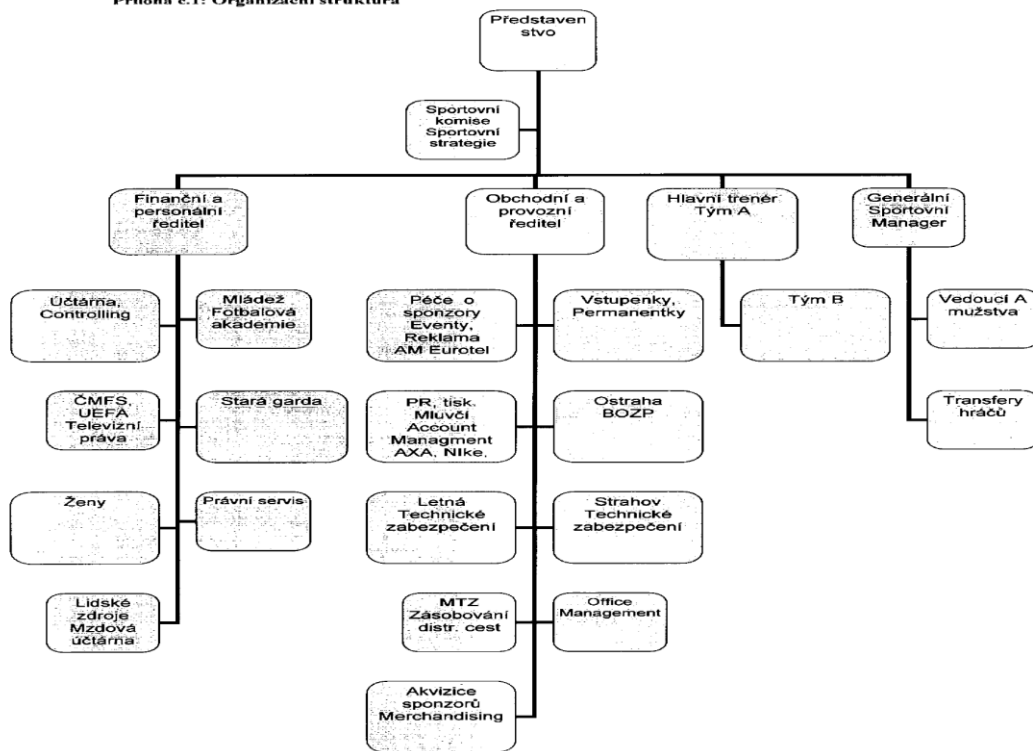 Příloha č.1: Organizační struktura
Představen
stvo
Sportovní
komise
Sportovní
strategie
Finanční a
personální
ředitel
Obchodní a
provozní
ředitel
Hlavní trenér
Tým A
Generální
Sportovní
Manager
Účtárna,
Controlling
Mládež
Fotbalová
akademie
Péče o
sponzory
Eventy,
Reklama
AM Eurotel
Vstupenky,
Permanentky
Tým B
Vedoucí A
mužstva
ČMFS,
UEFA
Televizní
práva
Stará garda
PR, tisk.
Mluvčí
Account
Managment
AXA, NIke,
Ostraha
BOZP
Transfery
hráčů
Ženy
Právní servis
Letná
Technické
zabezpečení
Strahov
Technické
zabezpečení
Lidské
zdroje
Mzdová
účtárna
MTZ
Zásobování
distr. cest
Office
Management
Akvizice
sponzorů
Merchandising